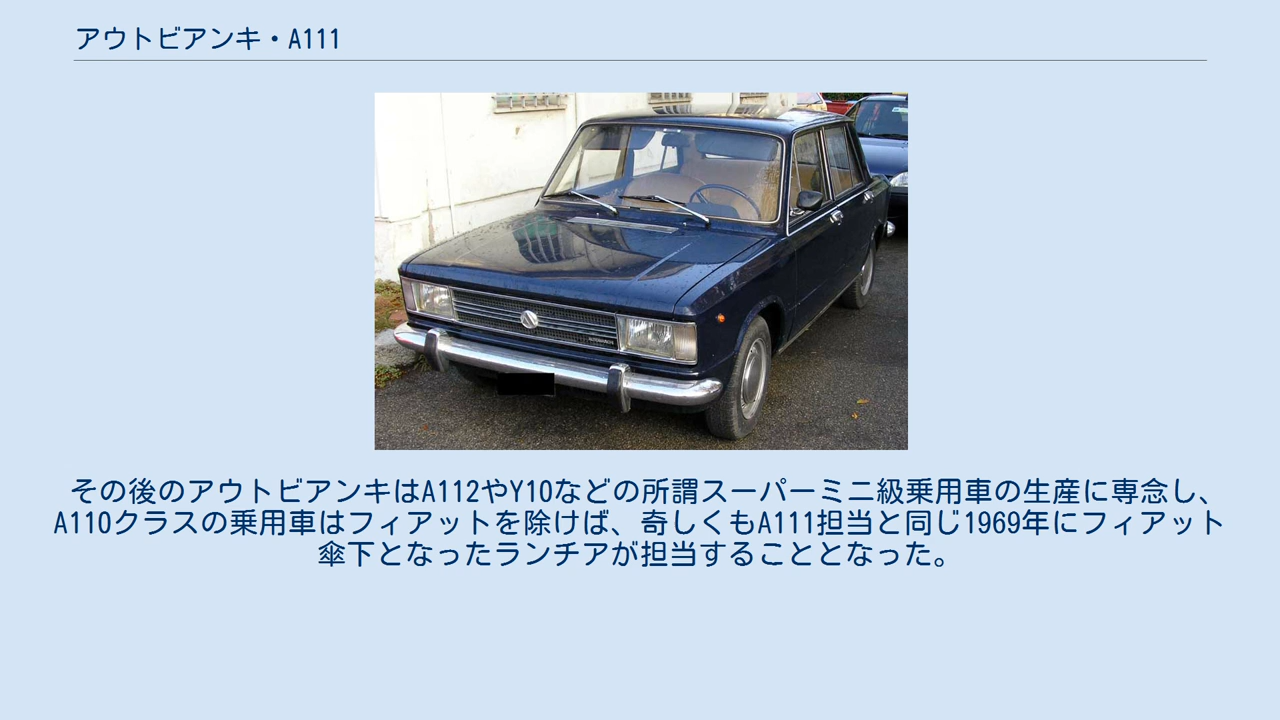 アウトビアンキ・A111
その後のアウトビアンキはA112やY10などの所謂スーパーミニ級乗用車の生産に専念し、
A110クラスの乗用車はフィアットを除けば、奇しくもA111担当と同じ1969年にフィアット
傘下となったランチアが担当することとなった。